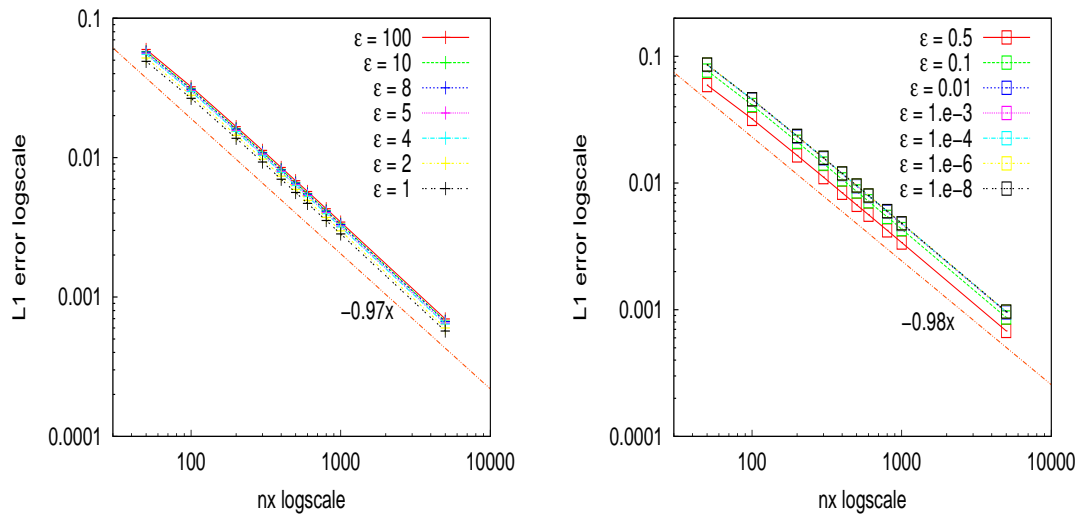 0.1
0.01
0.001
0.0001
L1 error logscale
100
1000
10000
nx logscale
ε = 100
ε = 10
ε = 8
ε = 5
ε = 4
ε = 2
ε = 1
−0.97x
0.1
0.01
0.001
0.0001
L1 error logscale
100
1000
10000
nx logscale
ε = 0.5
ε = 0.1
ε = 0.01
ε = 1.e−3
ε = 1.e−4
ε = 1.e−6
ε = 1.e−8
−0.98x